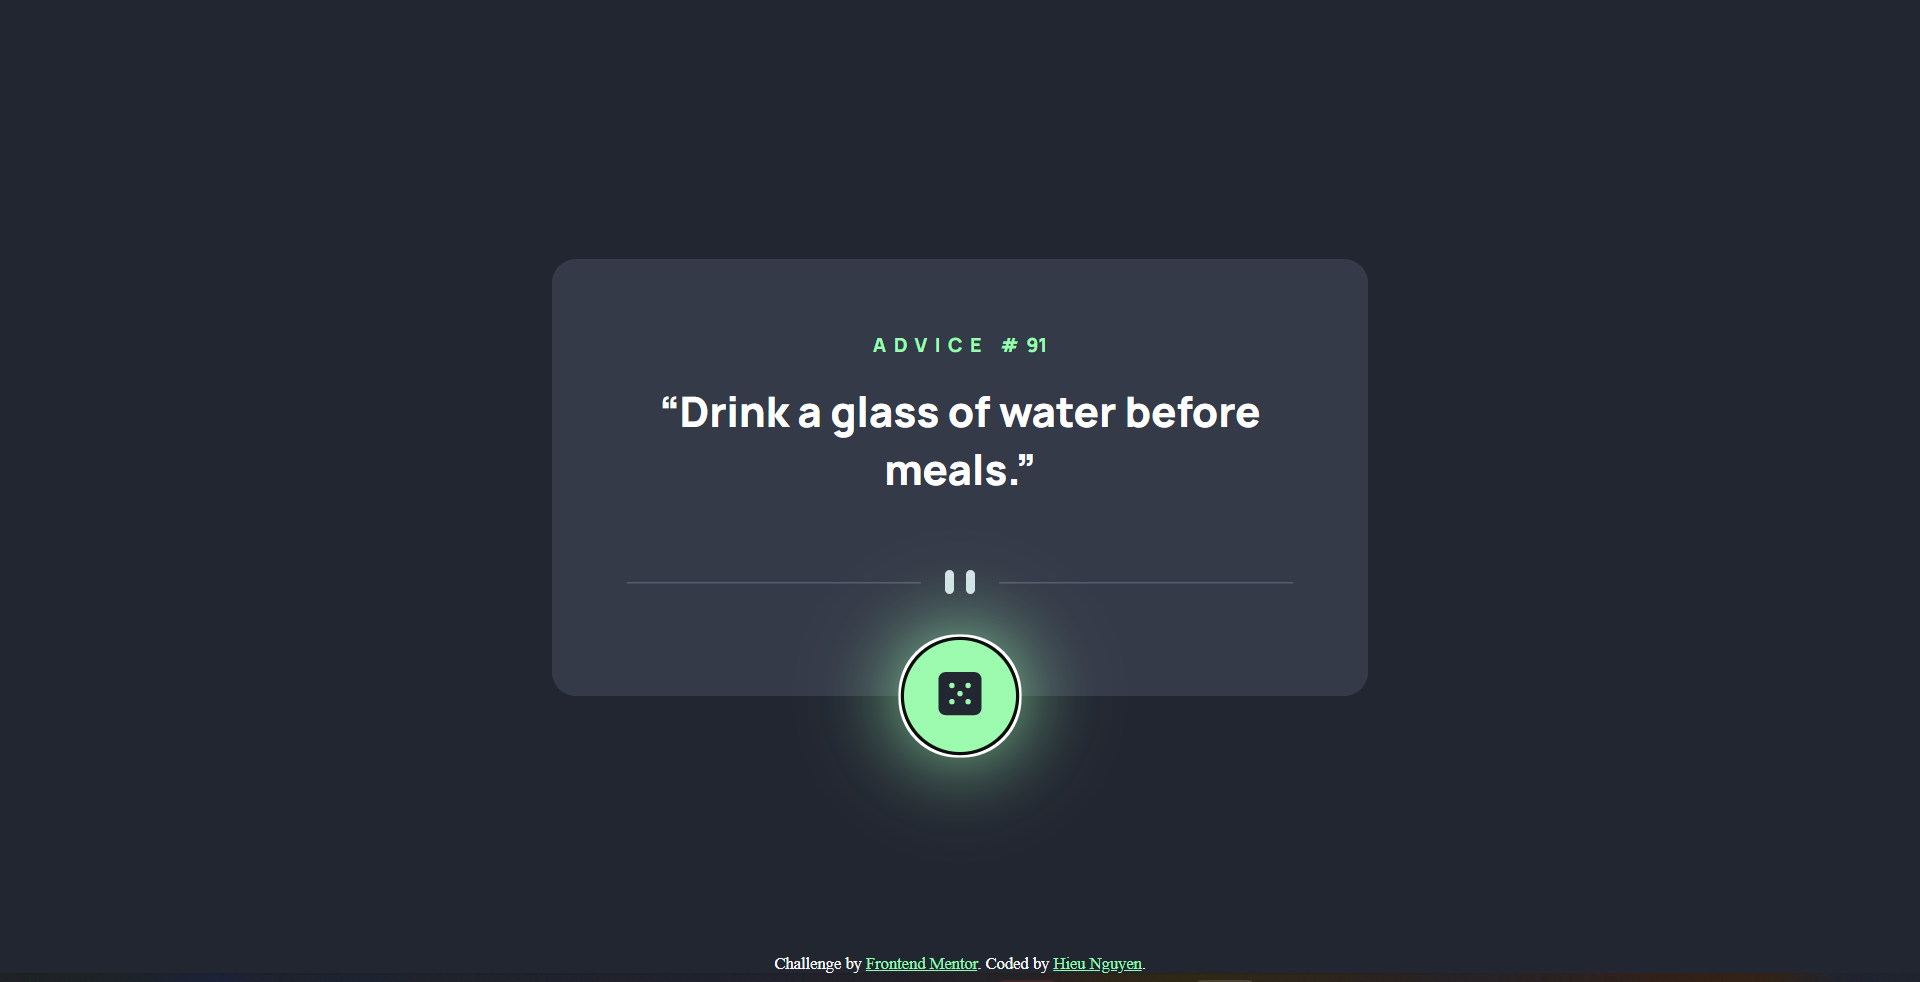 ADVICE #91
“Drink a glass of water before
meals.”
Challenge by Frontend Mentor. Coded by Hieu Nguyen.